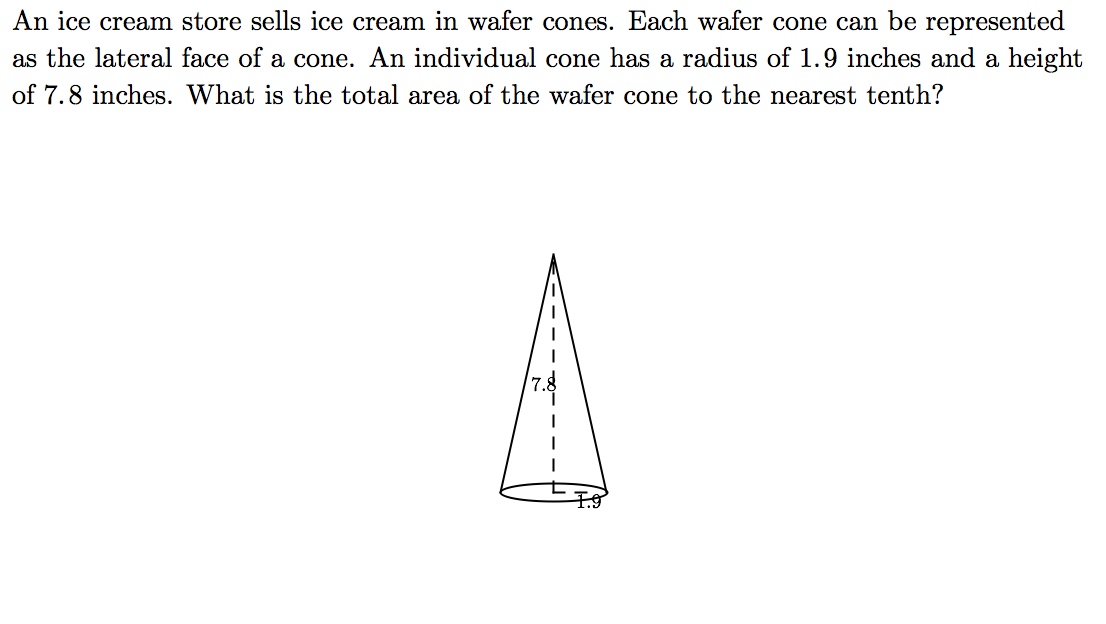 An ice cream store sells ice cream in wafer cones. Each wafer cone can be represented
as the lateral face of a cone. An individual cone has a radius of 1.9 inches and a height
of 7.8 inches. What is the total area of the wafer cone to the nearest tenth?
7.8
1.9